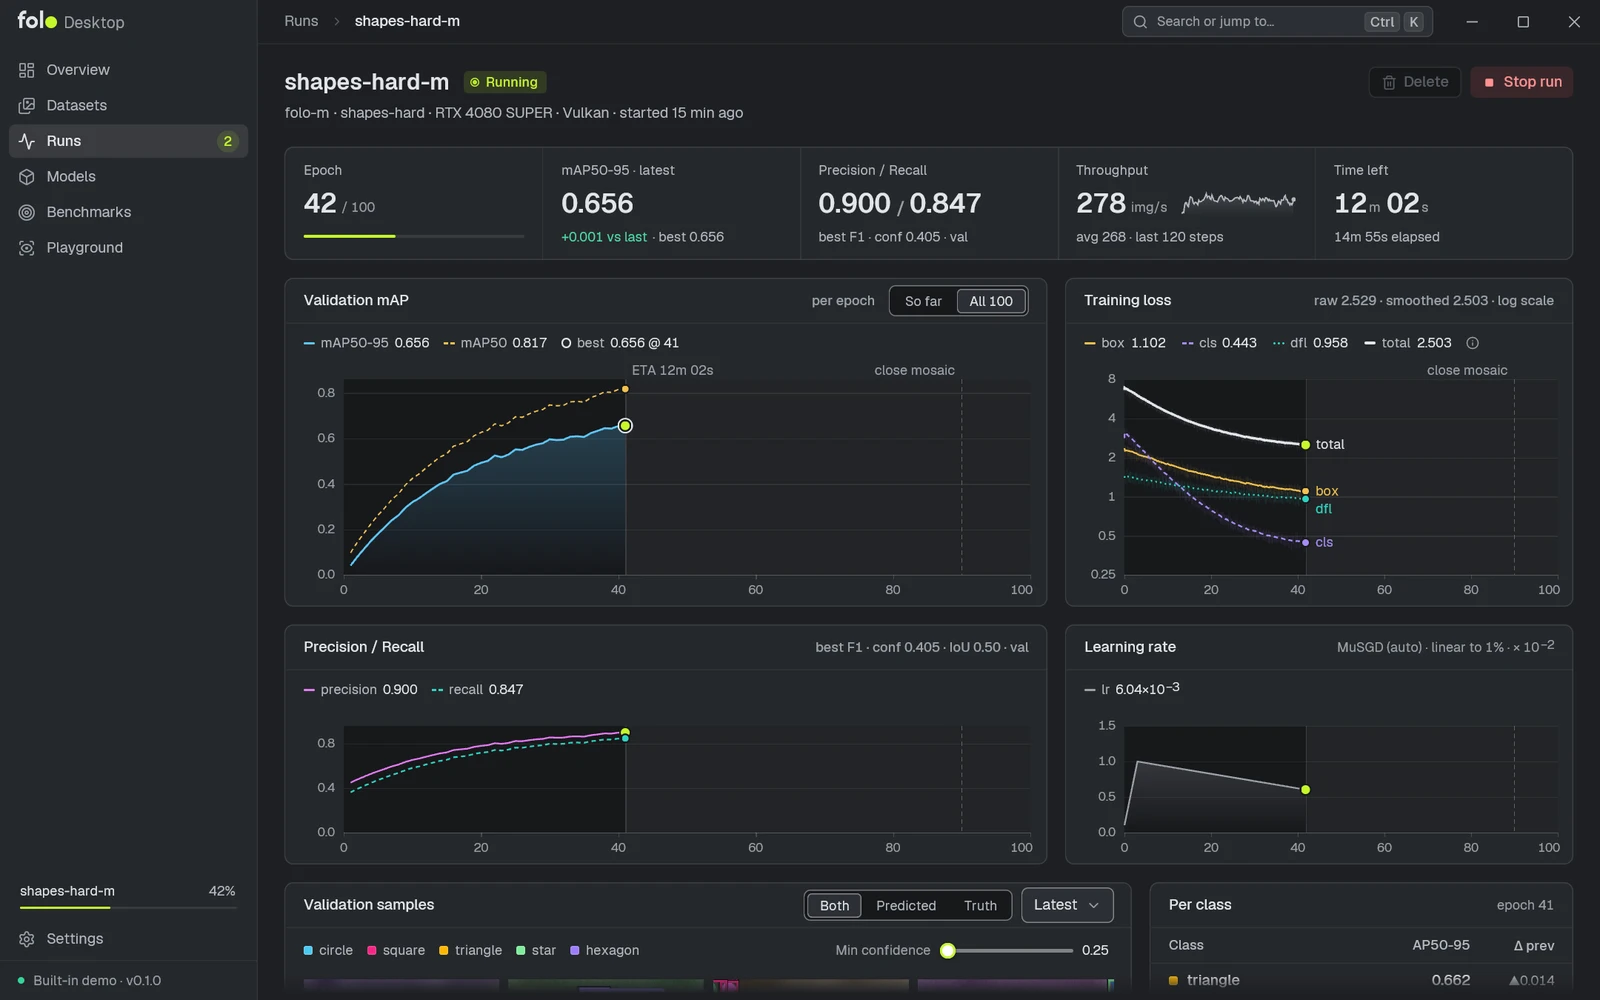 folo Desktop
Runs > shapes-hard-m
Search or jump to... Ctrl K
Overview
Datasets
Runs 2
Models
Benchmarks
Playground
shapes-hard-m Running
Delete
Stop run
folo-m · shapes-hard · RTX 4080 SUPER · Vulkan · started 15 min ago
Epoch
42 / 100
mAP50-95 · latest
0.656
+0.001 vs last · best 0.656
Precision / Recall
0.900 / 0.847
best F1 · conf 0.405 · val
Throughput
278 img/s
avg 268 · last 120 steps
Time left
12m 02s
14m 55s elapsed
Validation mAP
per epoch So far All 100
mAP50-95 0.656 mAP50 0.817 best 0.656 @ 41
ETA 12m 02s close mosaic
0.8
0.6
0.4
0.2
0.0
0 20 40 60 80 100
Training loss
raw 2.529 · smoothed 2.503 · log scale
box 1.102 cls 0.443 dfl 0.958 total 2.503
close mosaic
8
4
2
1
0.5
0.25
total
box
dfl
cls
0 20 40 60 80 100
Precision / Recall
best F1 · conf 0.405 · IoU 0.50 · val
precision 0.900 recall 0.847
0.8
0.4
0.0
0 20 40 60 80 100
Learning rate
MuSGD (auto) · linear to 1% · × 10⁻²
lr 6.04×10⁻³
1.5
1.0
0.5
0.0
0 20 40 60 80 100
Validation samples
Both Predicted Truth Latest
circle square triangle star hexagon
Min confidence 0.25
Per class
epoch 41
Class AP50-95 Δ prev
triangle 0.662 ▲0.014
shapes-hard-m 42%
Settings
Built-in demo · v0.1.0